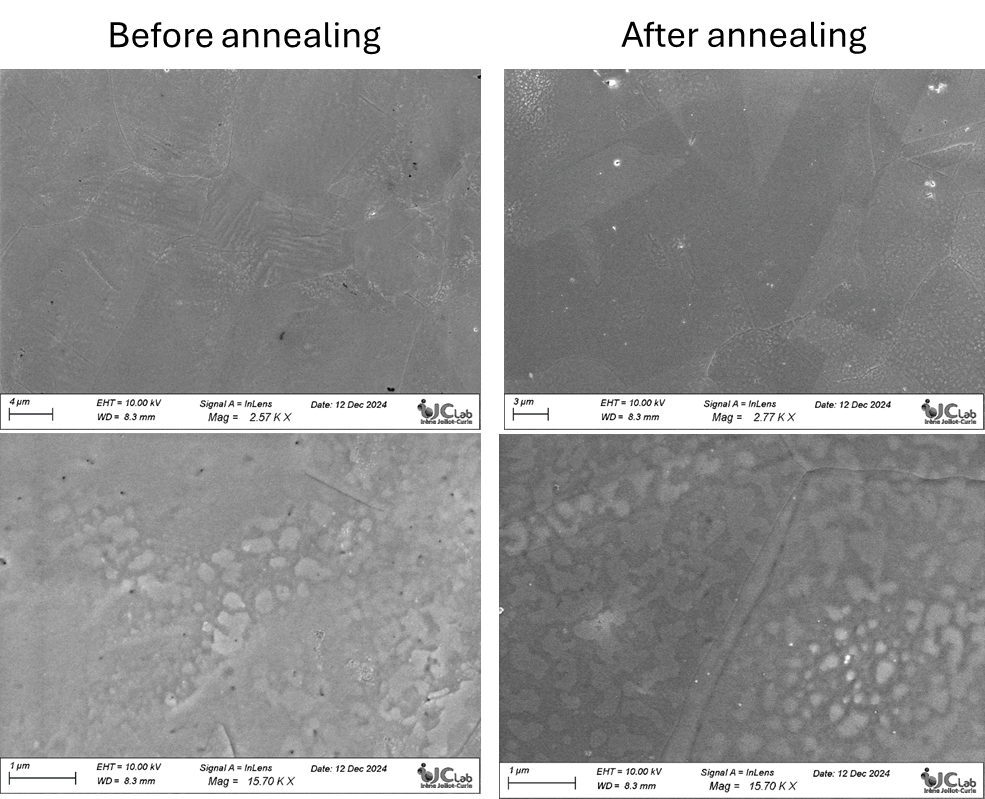 Before annealing
After annealing
4 µm
EHT = 10.00 kV
WD = 8.3 mm
Signal A = InLens
Mag = 2.57 K X
Date: 12 Dec 2024
IJCLab
Irène Joliot-Curie
3 µm
EHT = 10.00 kV
WD = 8.3 mm
Signal A = InLens
Mag = 2.77 K X
Date: 12 Dec 2024
IJCLab
Irène Joliot-Curie
1 µm
EHT = 10.00 kV
WD = 8.3 mm
Signal A = InLens
Mag = 15.70 K X
Date: 12 Dec 2024
IJCLab
Irène Joliot-Curie
1 µm
EHT = 10.00 kV
WD = 8.3 mm
Signal A = InLens
Mag = 15.70 K X
Date: 12 Dec 2024
IJCLab
Irène Joliot-Curie